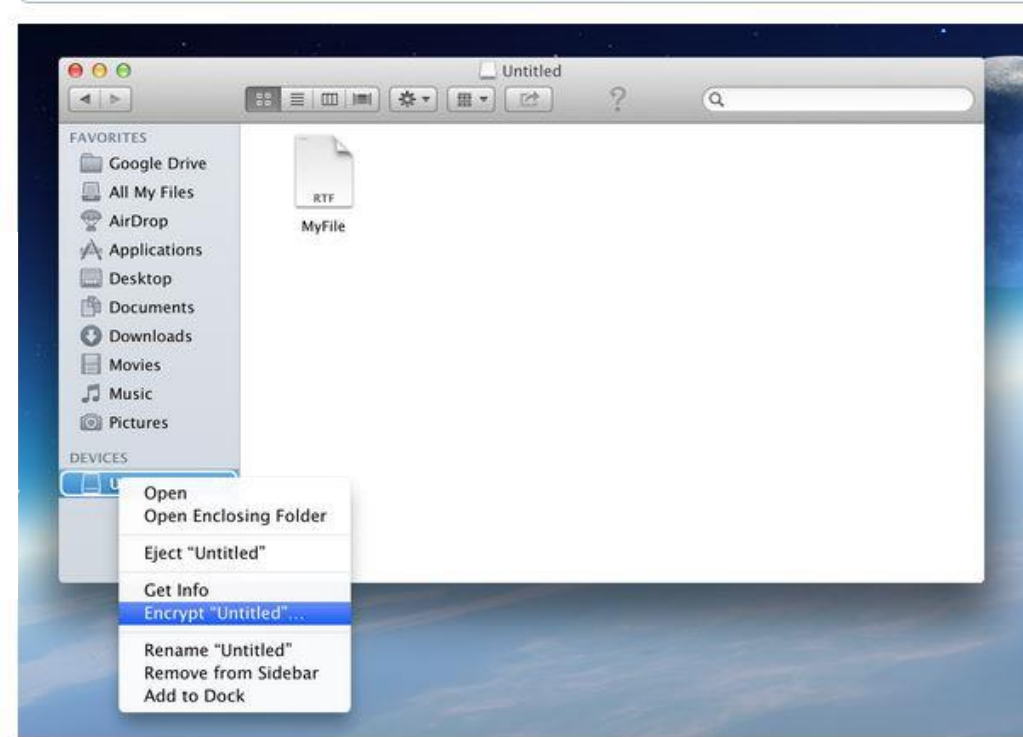 Untitled
FAVORITES
Google Drive
All My Files
AirDrop
Applications
Desktop
Documents
Downloads
Movies
Music
Pictures
DEVICES
RTF
MyFile
Open
Open Enclosing Folder
Eject “Untitled”
Get Info
Encrypt “Untitled”...
Rename “Untitled”
Remove from Sidebar
Add to Dock